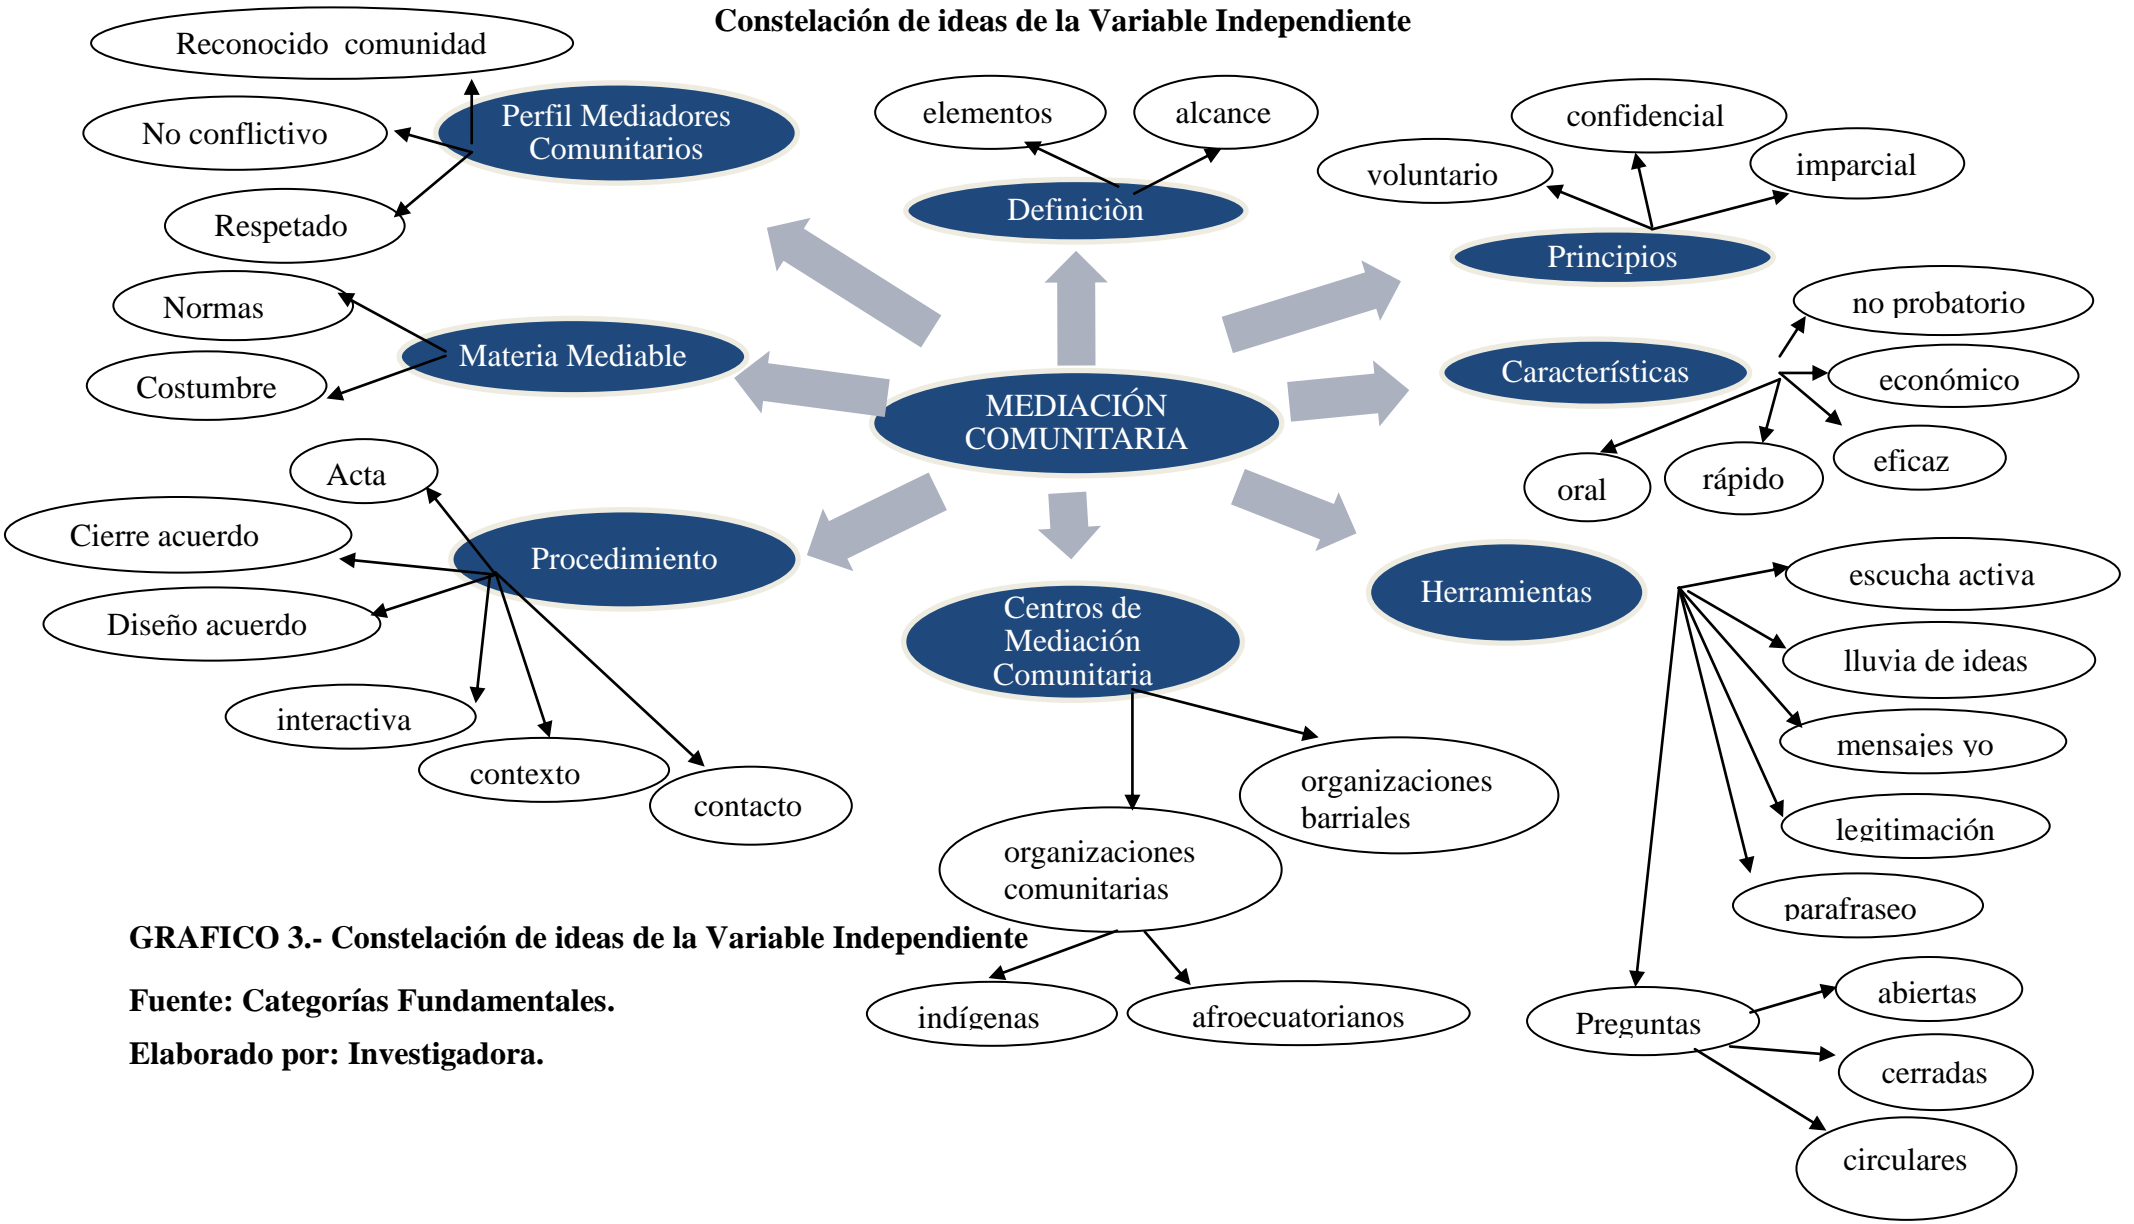 Constelación de ideas de la Variable Independiente
Reconocido comunidad
Perfil Mediadores
Comunitarios
No conflictivo
Respetado
elementos
alcance
Definiciòn
confidencial
voluntario
imparcial
Principios
Normas
Materia Mediable
Costumbre
no probatorio
Características
económico
eficaz
rápido
oral
MEDIACIÓN
COMUNITARIA
Acta
Cierre acuerdo
Procedimiento
Diseño acuerdo
interactiva
contexto
contacto
Centros de
Mediación
Comunitaria
organizaciones
barriales
organizaciones
comunitarias
indígenas
afroecuatorianos
Herramientas
escucha activa
lluvia de ideas
mensajes yo
legitimación
parafraseo
Preguntas
abiertas
cerradas
circulares
GRAFICO 3.- Constelación de ideas de la Variable Independiente
Fuente: Categorías Fundamentales.
Elaborado por: Investigadora.